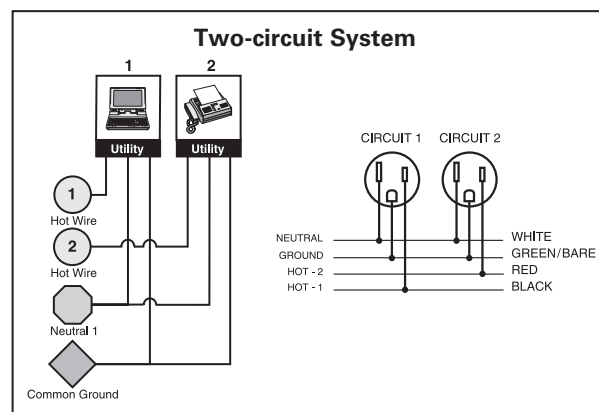 Two-circuit System
1 2
Utility Utility
1
Hot Wire
2
Hot Wire
Neutral 1
Common Ground
CIRCUIT 1 CIRCUIT 2
NEUTRAL WHITE
GROUND GREEN/BARE
HOT - 2 RED
HOT - 1 BLACK